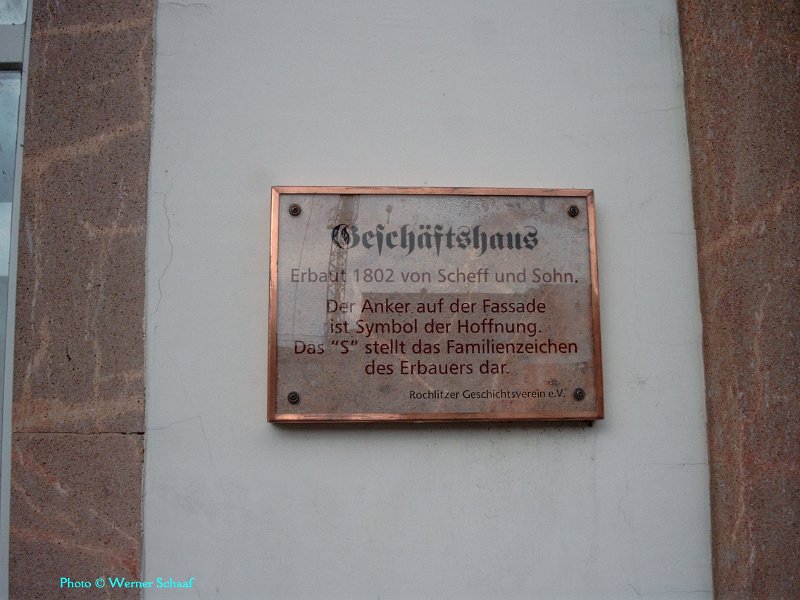 Geschäftshaus
Erbaut 1802 von Scheff und Sohn.
Der Anker auf der Fassade
ist Symbol der Hoffnung.
Das "S" stellt das Familienzeichen
des Erbauers dar.
Rochlitzer Geschichtsverein e.V.
Photo © Werner Schaaf